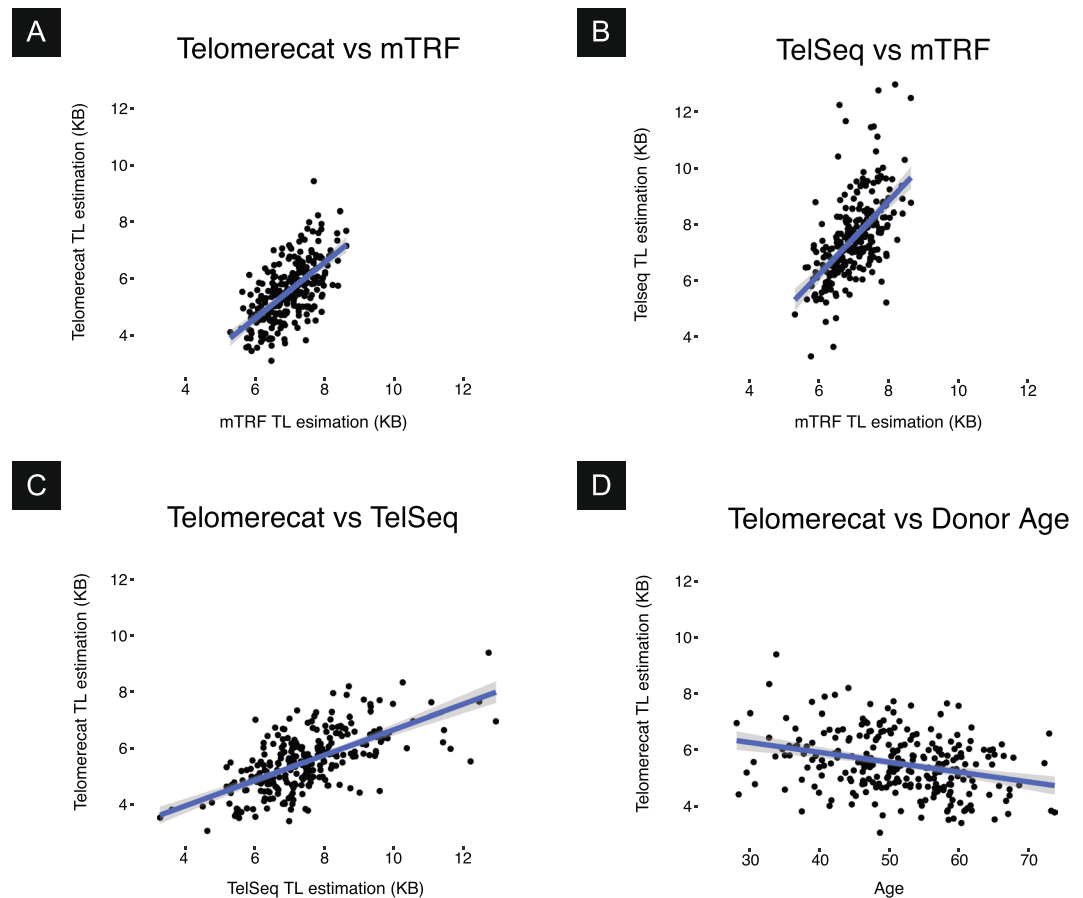 A
Telomerecat vs mTRF
Telomerecat TL estimation (KB)
12
10
8
6
4
4 6 8 10 12
mTRF TL esimation (KB)
B
TelSeq vs mTRF
Telseq TL estimation (KB)
12
10
8
6
4
4 6 8 10 12
mTRF TL esimation (KB)
C
Telomerecat vs TelSeq
Telomerecat TL estimation (KB)
12
10
8
6
4
4 6 8 10 12
TelSeq TL estimation (KB)
D
Telomerecat vs Donor Age
Telomerecat TL estimation (KB)
12
10
8
6
4
30 40 50 60 70
Age